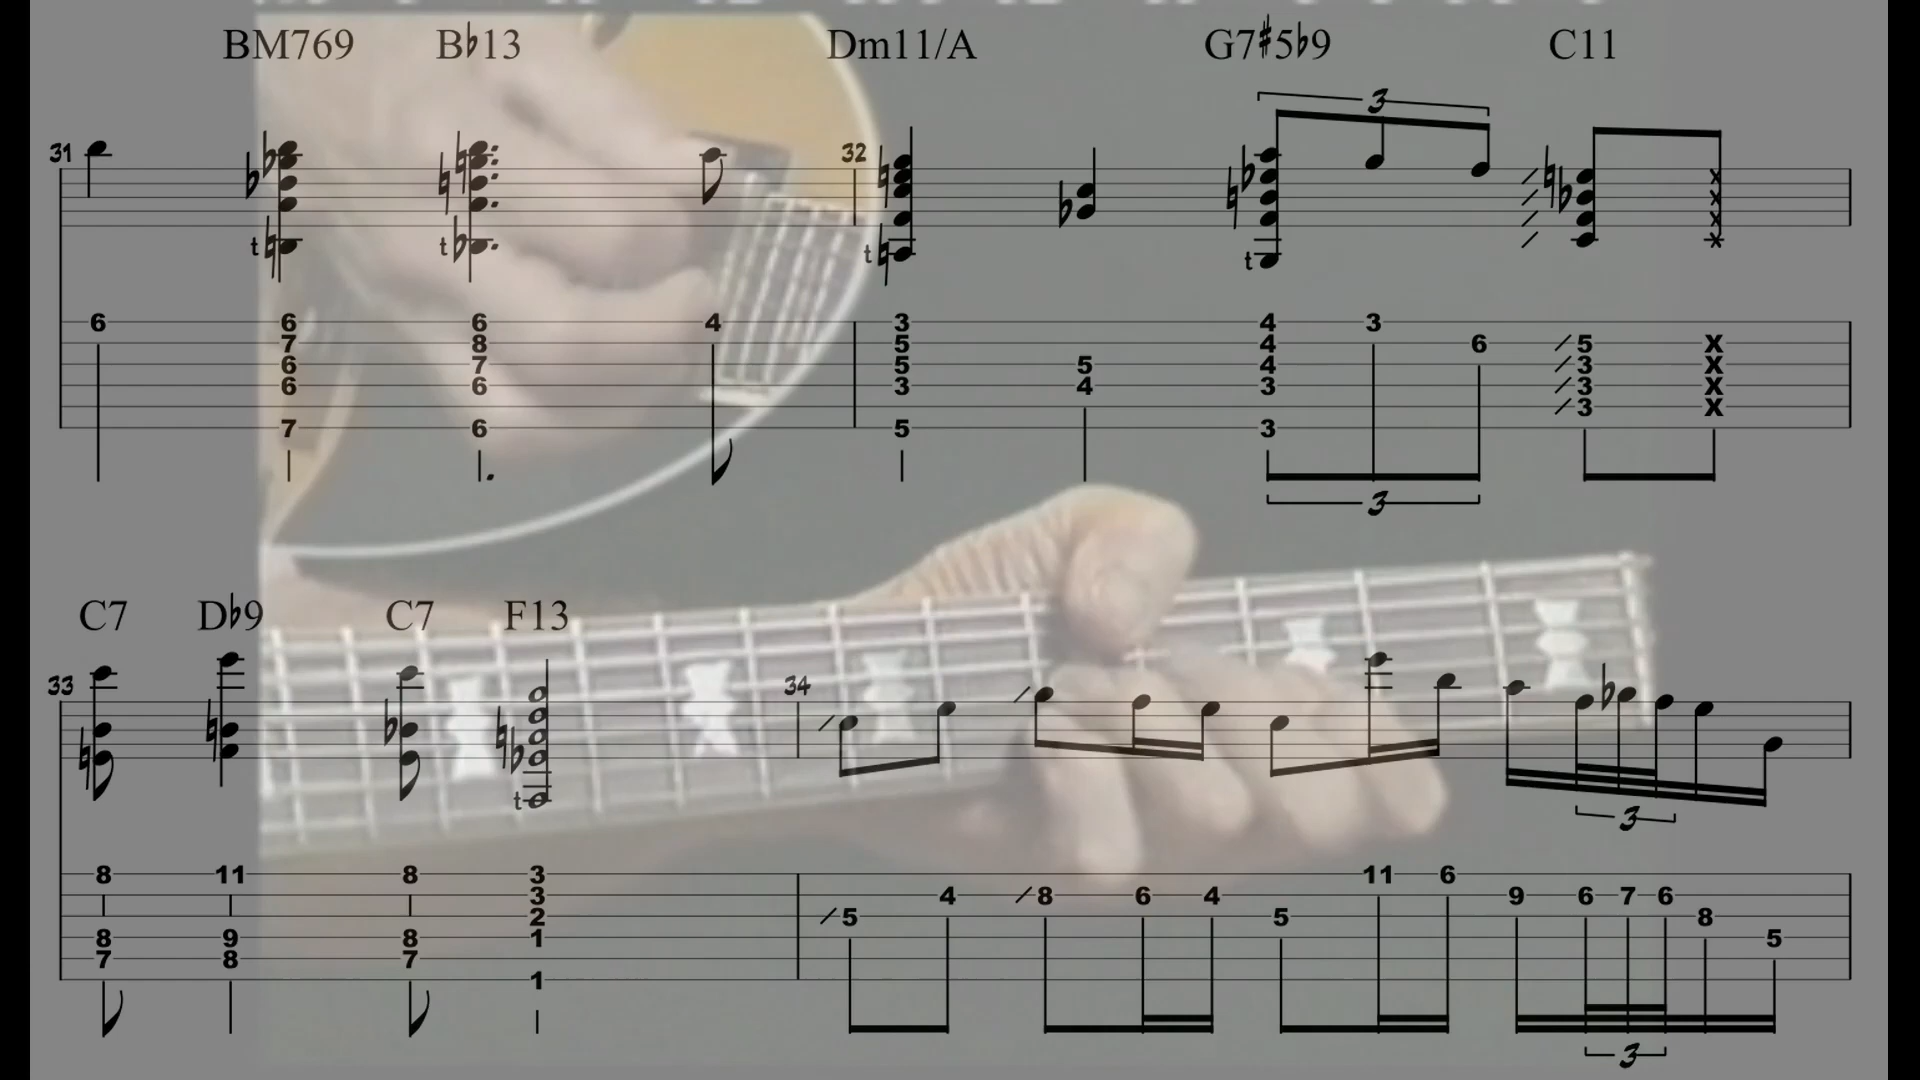 BM769 B♭13 Dm11/A G7♯5♭9 C11
3
31 32
t t t t
6 6 6 4 3 4 3
7 8 5 4 6 5 X
6 7 5 5 4 3 X
6 6 3 4 3 3 X
3 X
7 6 5 3
3
C7 D♭9 C7 F13
33 34
t
3
8 11 8 3 11 6
3 4 8 6 4 9 6 7 6
2 5 5 8
8 9 8 1 5
7 8 7
1
3